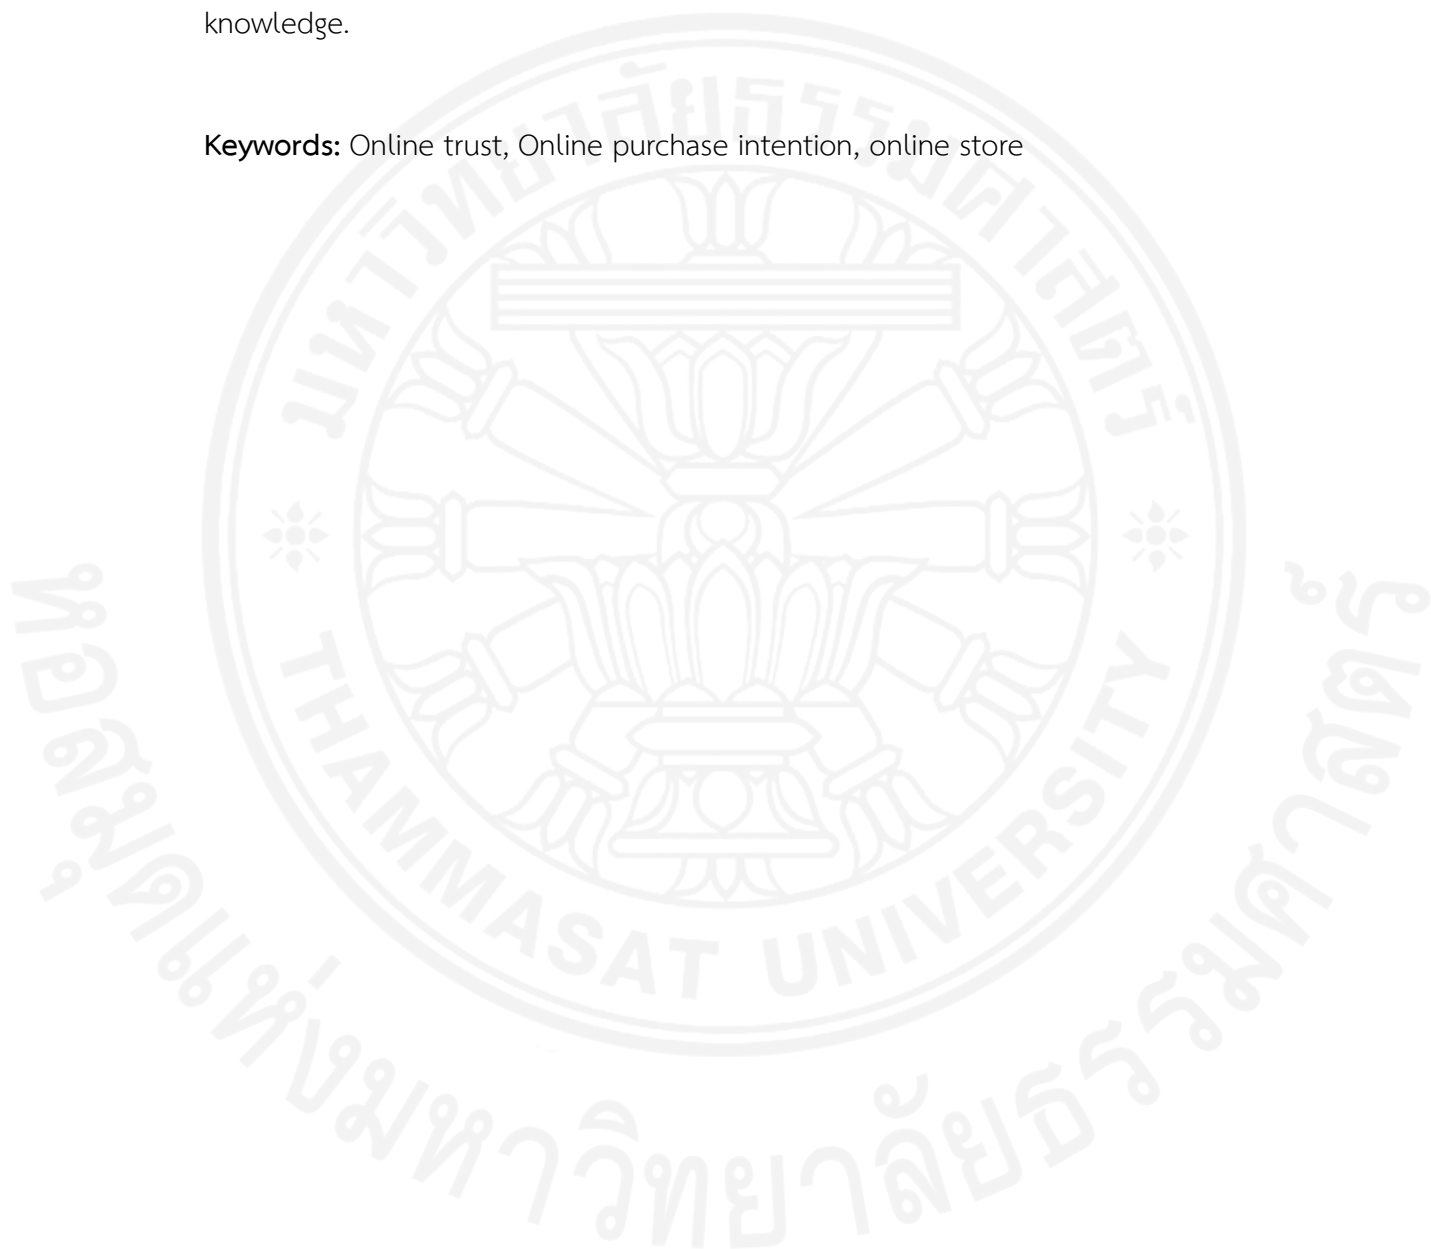 knowledge.
Keywords: Online trust, Online purchase intention, online store
มหาวิทยาลัยธรรมศาสตร์
THAMMASAT UNIVERSITY
หอสมุดแห่งมหาวิทยาลัยธรรมศาสตร์